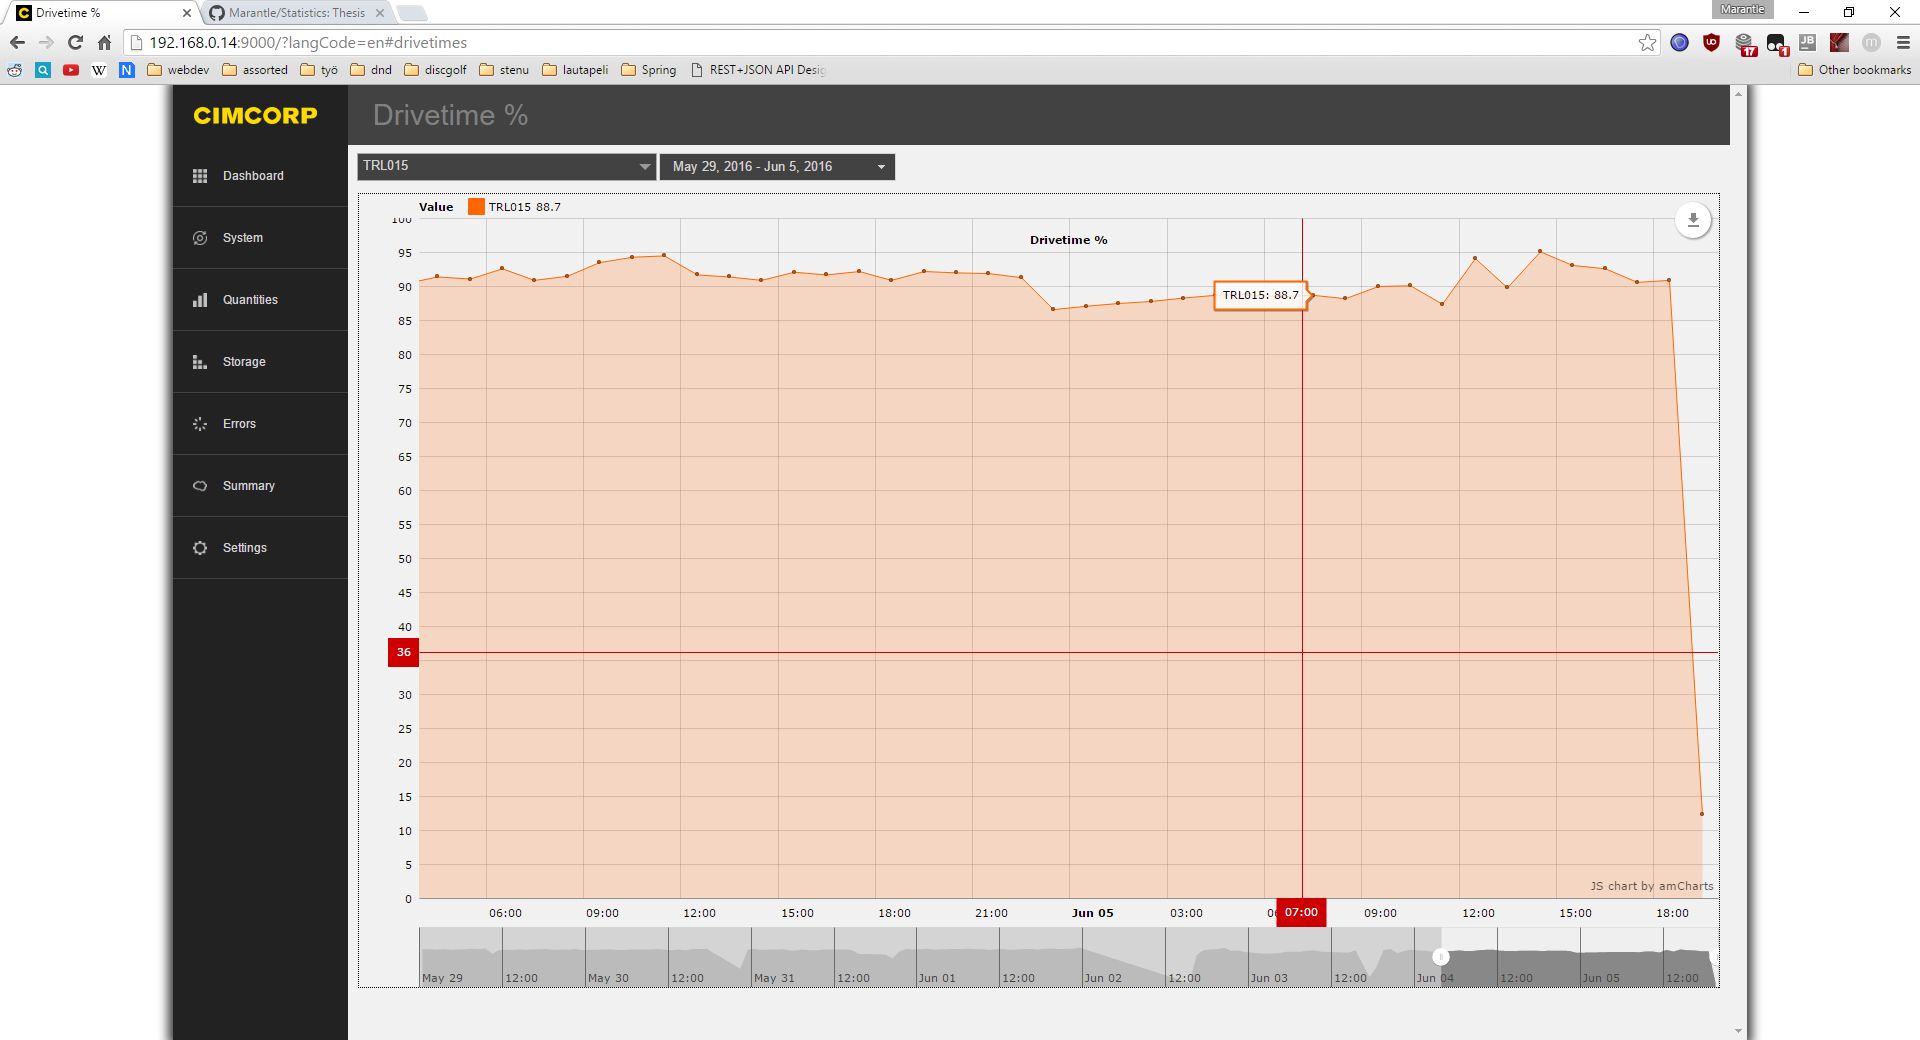 Drivetime %
Marantle/Statistics: Thesis
Marantle
192.168.0.14:9000/?langCode=en#drivetimes
webdev assorted työ dnd discgolf stenu lautapeli Spring REST+JSON API Desig Other bookmarks
CIMCORP
Drivetime %
TRL015
May 29, 2016 - Jun 5, 2016
Dashboard
System
Quantities
Storage
Errors
Summary
Settings
Value TRL015 88.7
Drivetime %
100
95
90
85
80
75
70
65
60
55
50
45
40
36
30
25
20
15
10
5
0
TRL015: 88.7
JS chart by amCharts
06:00 09:00 12:00 15:00 18:00 21:00 Jun 05 03:00 07:00 09:00 12:00 15:00 18:00
May 29 12:00 May 30 12:00 May 31 12:00 Jun 01 12:00 Jun 02 12:00 Jun 03 12:00 Jun 04 12:00 Jun 05 12:00